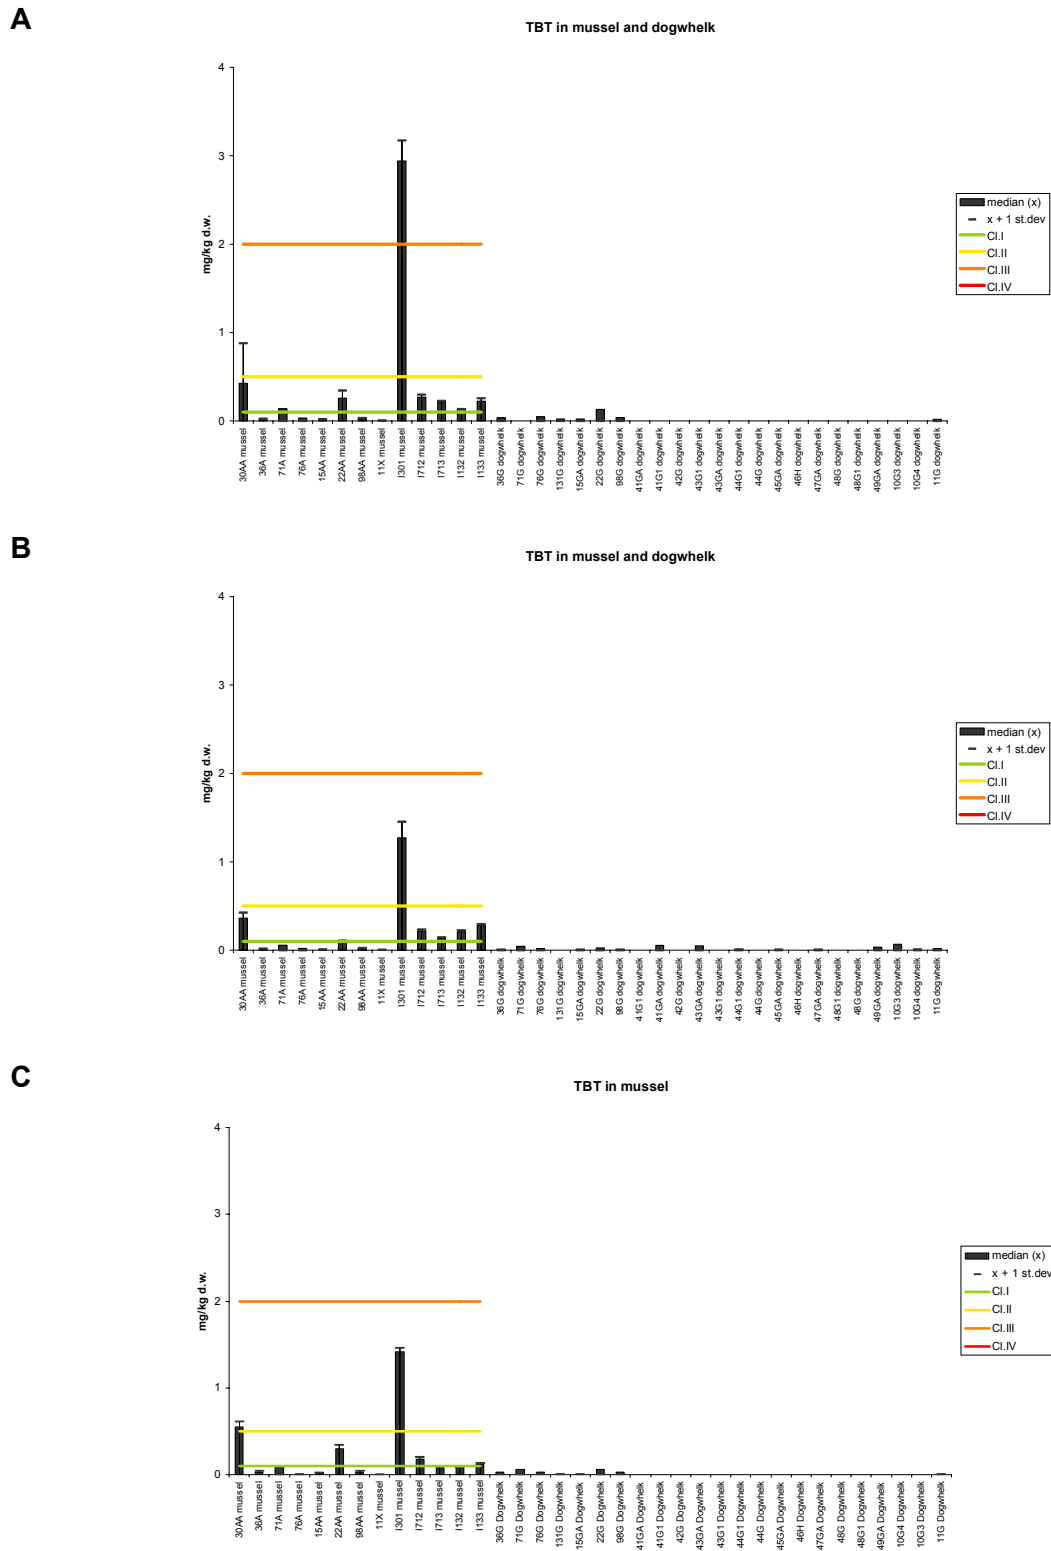 A
TBT in mussel and dogwhelk
4
3
2
1
0
mg/kg d.w.
median (x)
x + 1 st.dev
Cl.I
Cl.II
Cl.III
Cl.IV
30AA mussel
36A mussel
71A mussel
76A mussel
15AA mussel
22AA mussel
98AA mussel
11X mussel
I301 mussel
I712 mussel
I713 mussel
I132 mussel
I133 mussel
36G dogwhelk
71G dogwhelk
76G dogwhelk
131G dogwhelk
15GA dogwhelk
22G dogwhelk
98G dogwhelk
41GA dogwhelk
41G1 dogwhelk
42G dogwhelk
43G1 dogwhelk
43GA dogwhelk
44G1 dogwhelk
44G dogwhelk
45GA dogwhelk
46H dogwhelk
47GA dogwhelk
48G dogwhelk
48G1 dogwhelk
49GA dogwhelk
10G3 dogwhelk
10G4 dogwhelk
11G dogwhelk
B
TBT in mussel and dogwhelk
4
3
2
1
0
mg/kg d.w.
median (x)
x + 1 st.dev
Cl.I
Cl.II
Cl.III
Cl.IV
30AA mussel
36A mussel
71A mussel
76A mussel
15AA mussel
22AA mussel
98AA mussel
11X mussel
I301 mussel
I712 mussel
I713 mussel
I132 mussel
I133 mussel
36G dogwhelk
71G dogwhelk
76G dogwhelk
131G dogwhelk
15GA dogwhelk
22G dogwhelk
98G dogwhelk
41G1 dogwhelk
41GA dogwhelk
42G dogwhelk
43GA dogwhelk
43G1 dogwhelk
44G1 dogwhelk
44G dogwhelk
45GA dogwhelk
46H dogwhelk
47GA dogwhelk
48G1 dogwhelk
48G dogwhelk
49GA dogwhelk
10G3 dogwhelk
10G4 dogwhelk
11G dogwhelk
C
TBT in mussel
4
3
2
1
0
mg/kg d.w.
median (x)
x + 1 st.dev
Cl.I
Cl.II
Cl.III
Cl.IV
30AA mussel
36A mussel
71A mussel
76A mussel
15AA mussel
22AA mussel
98AA mussel
11X mussel
I301 mussel
I712 mussel
I713 mussel
I132 mussel
I133 mussel
36G Dogwhelk
71G Dogwhelk
76G Dogwhelk
131G Dogwhelk
15GA Dogwhelk
22G Dogwhelk
98G Dogwhelk
41GA Dogwhelk
41G1 Dogwhelk
42G Dogwhelk
43GA Dogwhelk
43G1 Dogwhelk
44G1 Dogwhelk
44G Dogwhelk
45GA Dogwhelk
46H Dogwhelk
47GA Dogwhelk
48G Dogwhelk
48G1 Dogwhelk
49GA Dogwhelk
10G4 Dogwhelk
10G3 Dogwhelk
11G Dogwhelk